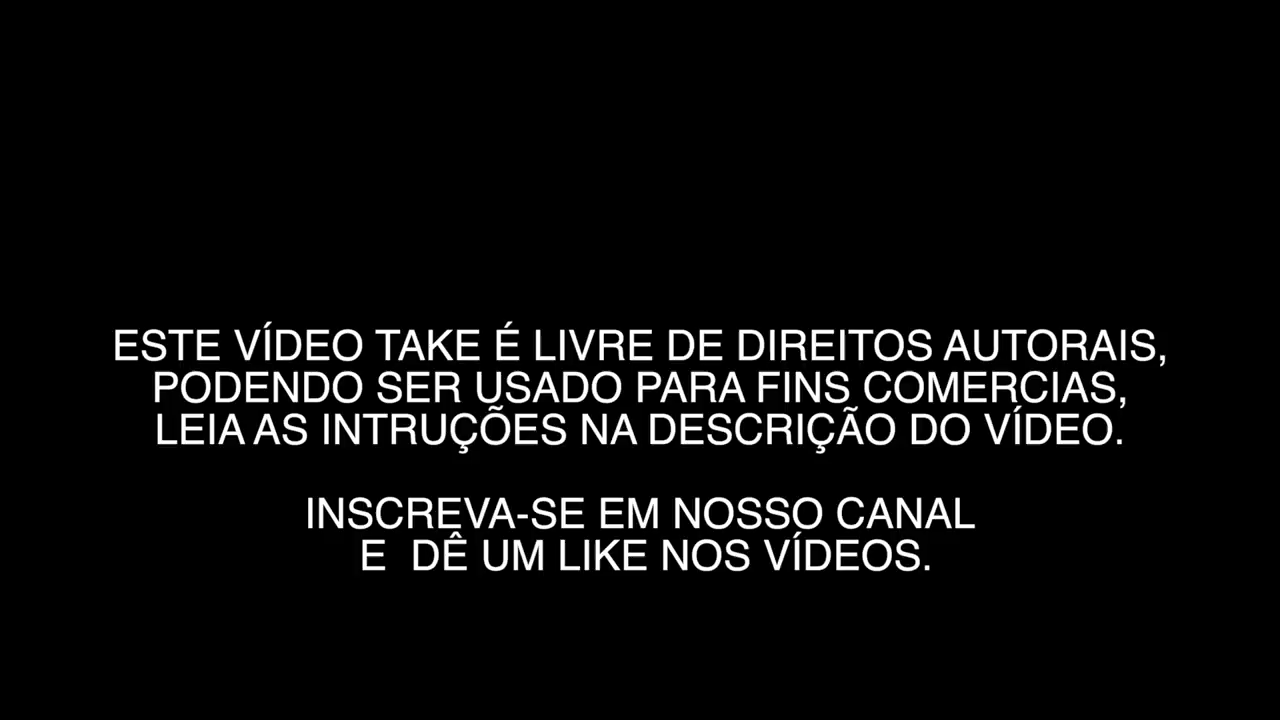 ESTE VÍDEO TAKE É LIVRE DE DIREITOS AUTORAIS,
PODENDO SER USADO PARA FINS COMERCIAS,
LEIA AS INTRUÇÕES NA DESCRIÇÃO DO VÍDEO.
INSCREVA-SE EM NOSSO CANAL
E  DÊ UM LIKE NOS VÍDEOS.